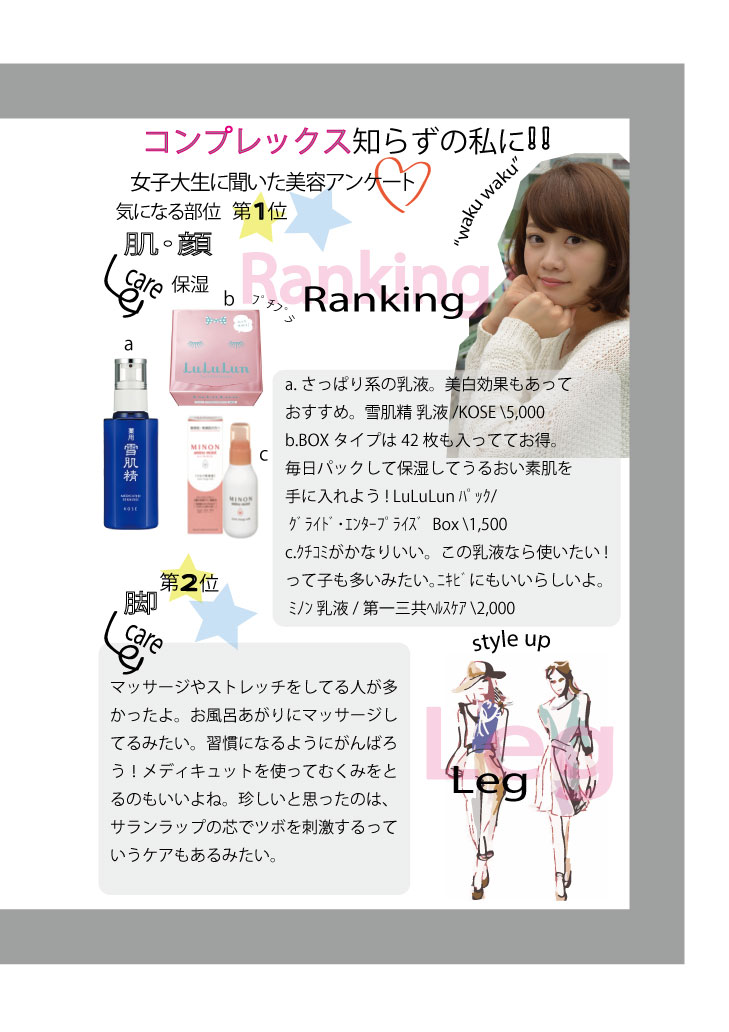 コンプレックス知らずの私に!!
女子大生に聞いた美容アンケート
"waku waku"
気になる部位 第1位
肌・顔
Ranking
Ranking
care 保湿
b プチプラ
a
LuLuLun
薬用
雪肌精
MEDICATED
KOSE
c
MINON
MINON
a. さっぱり系の乳液。美白効果もあって
おすすめ。雪肌精 乳液 /KOSE \5,000
b.BOX タイプは 42 枚も入っててお得。
毎日パックして保湿してうるおい素肌を
手に入れよう ! LuLuLun ﾊﾟｯｸ/
ｸﾞﾗｲﾄﾞ･ｴﾝﾀｰﾌﾟﾗｲｽﾞ Box \1,500
c.ｸﾁｺﾐがかなりいい。この乳液なら使いたい !
って子も多いみたい｡ﾆｷﾋﾞにもいいらしいよ。
ミノン 乳液 / 第一三共ﾍﾙｽｹｱ \2,000
第2位
脚
care
マッサージやストレッチをしてる人が多
かったよ。お風呂あがりにマッサージし
てるみたい。習慣になるようにがんばろ
う！メディキュットを使ってむくみをと
るのもいいよね。珍しいと思ったのは、
サランラップの芯でツボを刺激するって
いうケアもあるみたい。
style up
Leg
Leg